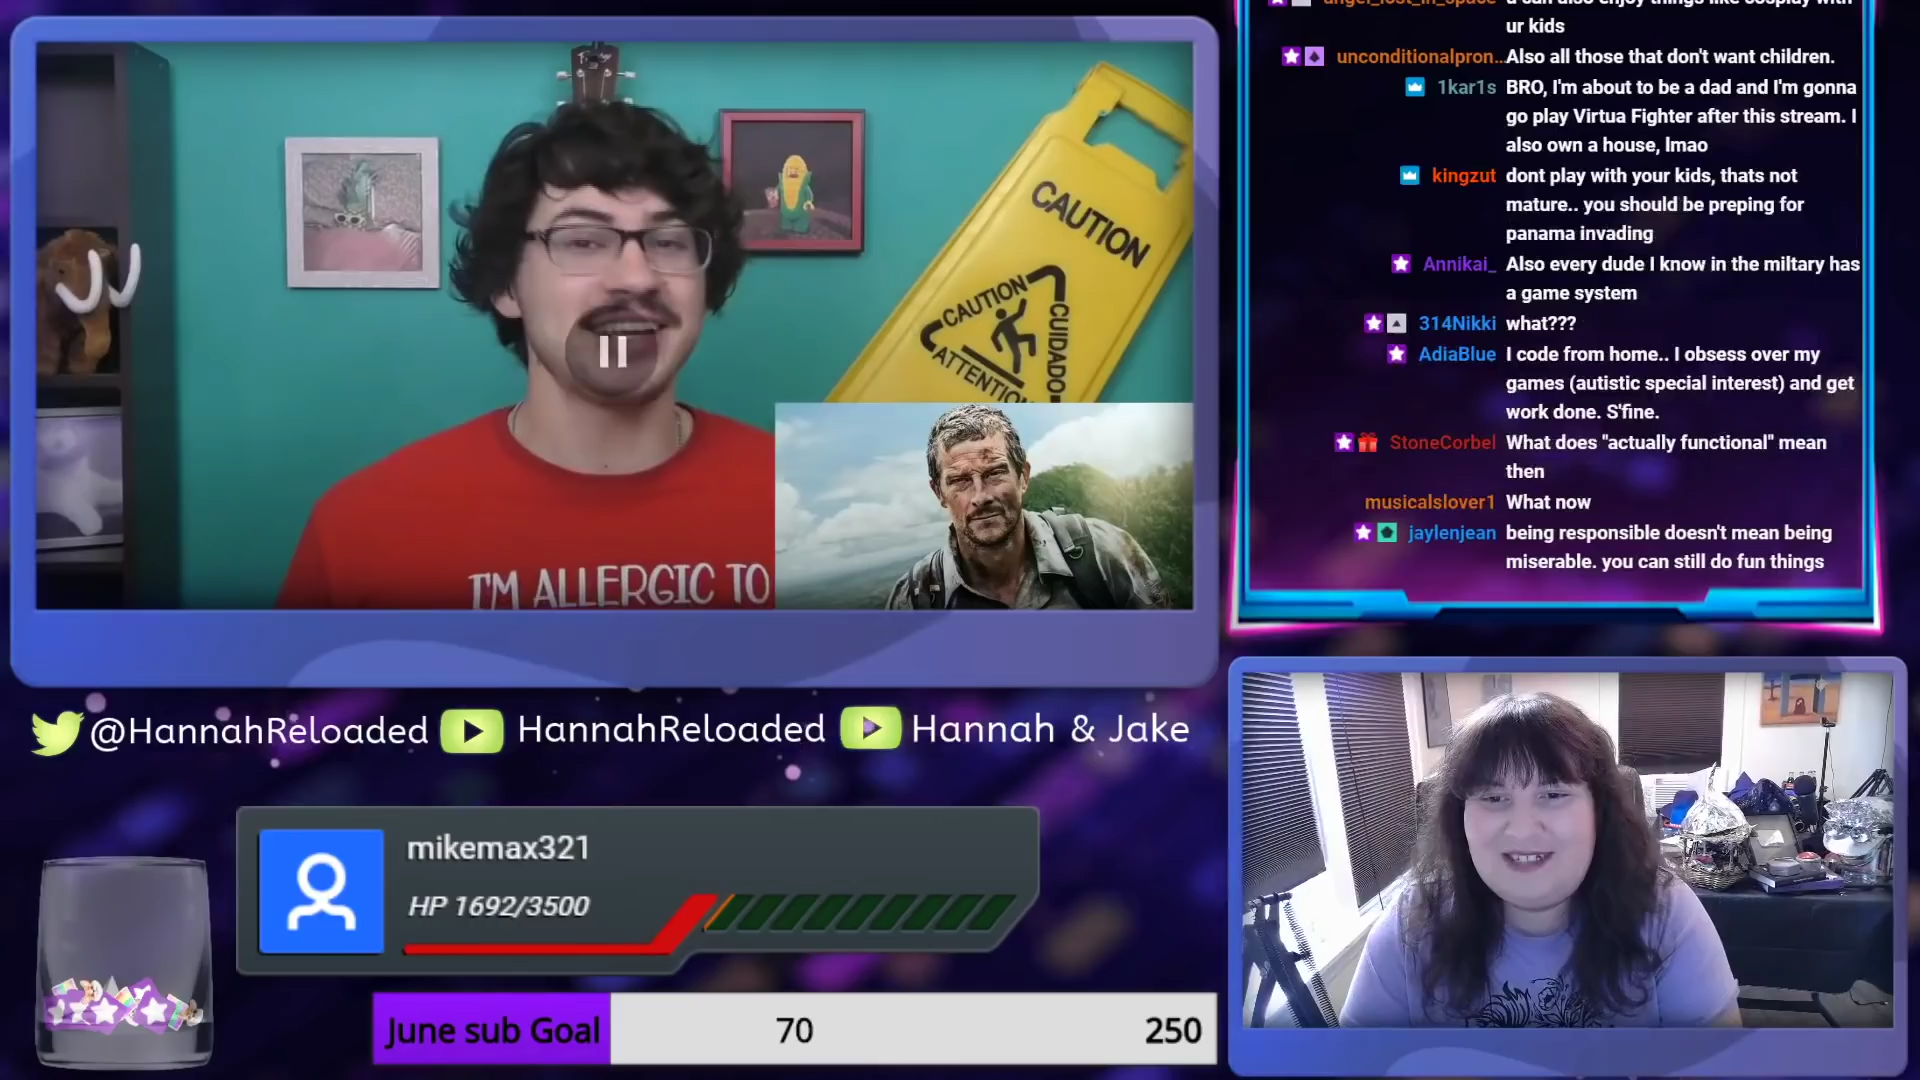 CAUTION
CAUTION
CUIDADO
ATTENTION
I'M ALLERGIC TO
ur kids
unconditionalpron... Also all those that don't want children.
1kar1s BRO, I'm about to be a dad and I'm gonna
go play Virtua Fighter after this stream. I
also own a house, lmao
kingzut dont play with your kids, thats not
mature.. you should be preping for
panama invading
Annikai_ Also every dude I know in the miltary has
a game system
314Nikki what???
AdiaBlue I code from home.. I obsess over my
games (autistic special interest) and get
work done. S'fine.
StoneCorbel What does "actually functional" mean
then
musicalslover1 What now
jaylenjean being responsible doesn't mean being
miserable. you can still do fun things
@HannahReloaded HannahReloaded Hannah & Jake
mikemax321
HP 1692/3500
June sub Goal 70 250